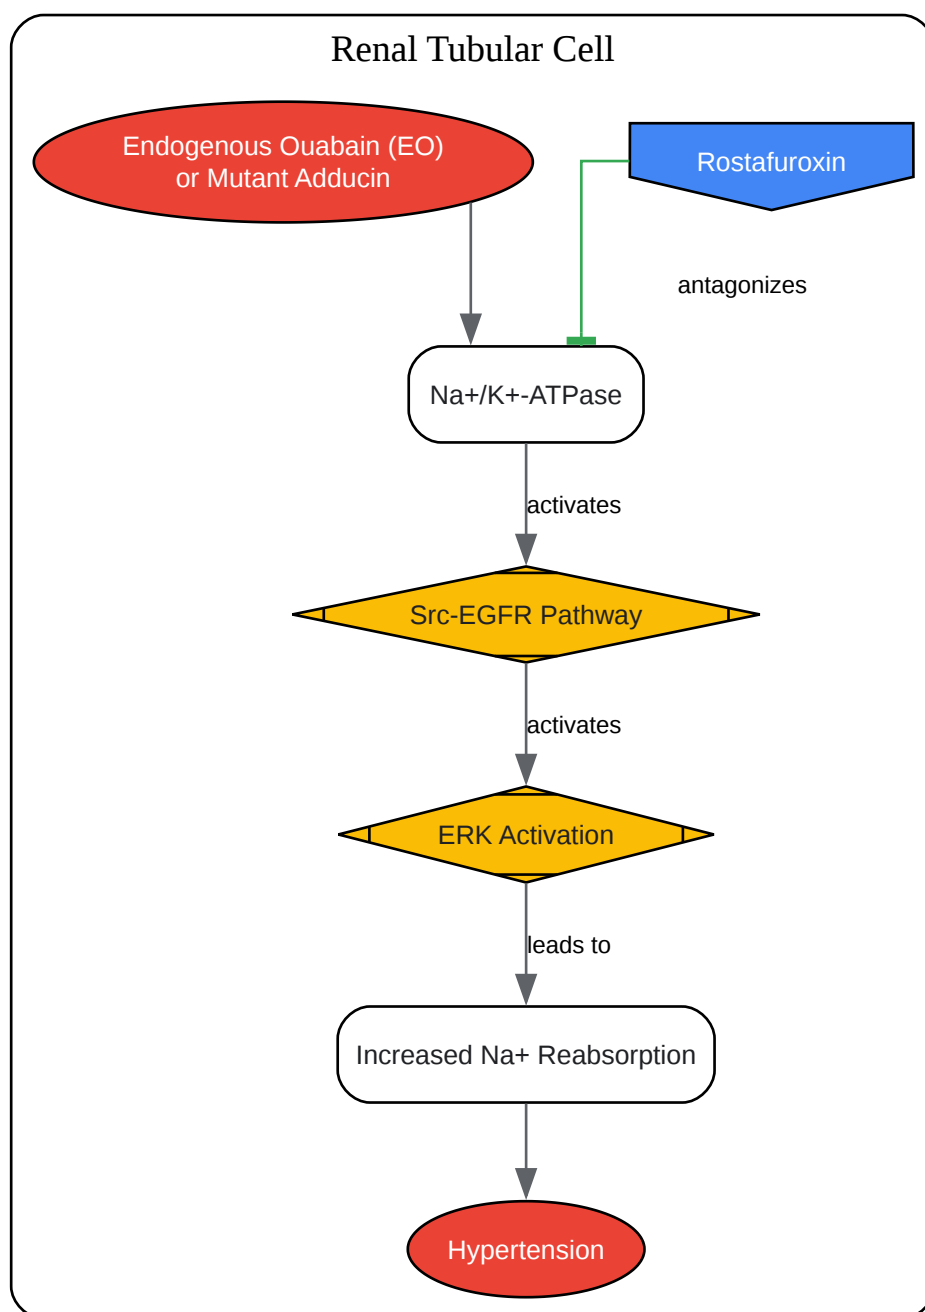 Renal Tubular Cell
Endogenous Ouabain (EO)
or Mutant Adducin
Rostafuroxin
antagonizes
Na+/K+-ATPase
activates
Src-EGFR Pathway
activates
ERK Activation
leads to
Increased Na+ Reabsorption
Hypertension